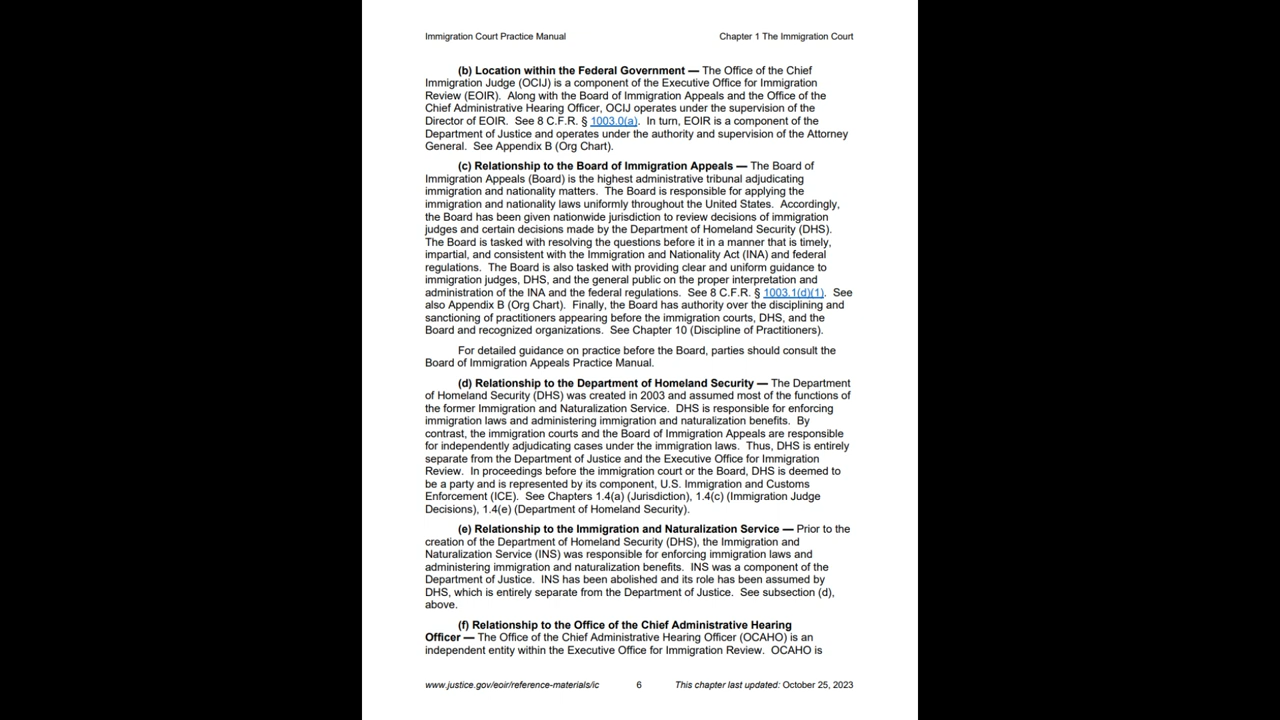 Immigration Court Practice Manual Chapter 1 The Immigration Court
(b) Location within the Federal Government — The Office of the Chief
Immigration Judge (OCIJ) is a component of the Executive Office for Immigration
Review (EOIR). Along with the Board of Immigration Appeals and the Office of the
Chief Administrative Hearing Officer, OCIJ operates under the supervision of the
Director of EOIR. See 8 C.F.R. § 1003.0(a). In turn, EOIR is a component of the
Department of Justice and operates under the authority and supervision of the Attorney
General. See Appendix B (Org Chart).
(c) Relationship to the Board of Immigration Appeals — The Board of
Immigration Appeals (Board) is the highest administrative tribunal adjudicating
immigration and nationality matters. The Board is responsible for applying the
immigration and nationality laws uniformly throughout the United States. Accordingly,
the Board has been given nationwide jurisdiction to review decisions of immigration
judges and certain decisions made by the Department of Homeland Security (DHS).
The Board is tasked with resolving the questions before it in a manner that is timely,
impartial, and consistent with the Immigration and Nationality Act (INA) and federal
regulations. The Board is also tasked with providing clear and uniform guidance to
immigration judges, DHS, and the general public on the proper interpretation and
administration of the INA and the federal regulations. See 8 C.F.R. § 1003.1(d)(1). See
also Appendix B (Org Chart). Finally, the Board has authority over the disciplining and
sanctioning of practitioners appearing before the immigration courts, DHS, and the
Board and recognized organizations. See Chapter 10 (Discipline of Practitioners).
For detailed guidance on practice before the Board, parties should consult the
Board of Immigration Appeals Practice Manual.
(d) Relationship to the Department of Homeland Security — The Department
of Homeland Security (DHS) was created in 2003 and assumed most of the functions of
the former Immigration and Naturalization Service. DHS is responsible for enforcing
immigration laws and administering immigration and naturalization benefits. By
contrast, the immigration courts and the Board of Immigration Appeals are responsible
for independently adjudicating cases under the immigration laws. Thus, DHS is entirely
separate from the Department of Justice and the Executive Office for Immigration
Review. In proceedings before the immigration court or the Board, DHS is deemed to
be a party and is represented by its component, U.S. Immigration and Customs
Enforcement (ICE). See Chapters 1.4(a) (Jurisdiction), 1.4(c) (Immigration Judge
Decisions), 1.4(e) (Department of Homeland Security).
(e) Relationship to the Immigration and Naturalization Service — Prior to the
creation of the Department of Homeland Security (DHS), the Immigration and
Naturalization Service (INS) was responsible for enforcing immigration laws and
administering immigration and naturalization benefits. INS was a component of the
Department of Justice. INS has been abolished and its role has been assumed by
DHS, which is entirely separate from the Department of Justice. See subsection (d),
above.
(f) Relationship to the Office of the Chief Administrative Hearing
Officer — The Office of the Chief Administrative Hearing Officer (OCAHO) is an
independent entity within the Executive Office for Immigration Review. OCAHO is
www.justice.gov/eoir/reference-materials/ic 6 This chapter last updated: October 25, 2023